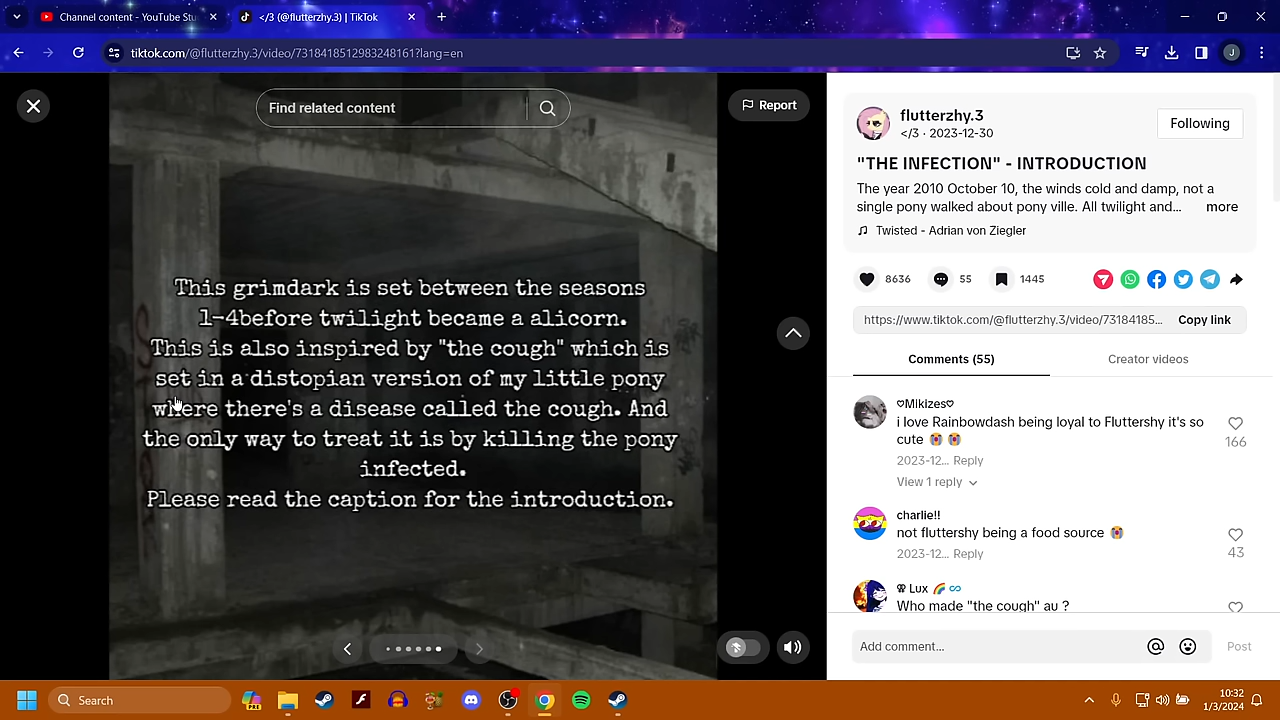 Channel content - YouTube Stu
</3 (@flutterzhy.3) | TikTok
tiktok.com/@flutterzhy.3/video/7318418512983248161?lang=en
J
Find related content
Report
This grimdark is set between the seasons
1-4before twilight became a alicorn.
This is also inspired by "the cough" which is
set in a distopian version of my little pony
where there's a disease called the cough. And
the only way to treat it is by killing the pony
infected.
Please read the caption for the introduction.
flutterzhy.3
</3 · 2023-12-30
Following
"THE INFECTION" - INTRODUCTION
The year 2010 October 10, the winds cold and damp, not a
single pony walked about pony ville. All twilight and... more
Twisted - Adrian von Ziegler
8636 55 1445
https://www.tiktok.com/@flutterzhy.3/video/73184185... Copy link
Comments (55) Creator videos
♡Mlkizes♡
i love Rainbowdash being loyal to Fluttershy it's so
cute 😭 😭
166
2023-12... Reply
View 1 reply
charlie!!
not fluttershy being a food source 😭
43
2023-12... Reply
Lux 🌈 ♾
Who made "the cough" au ?
Add comment...
Post
Search
PRE
10:32
1/3/2024